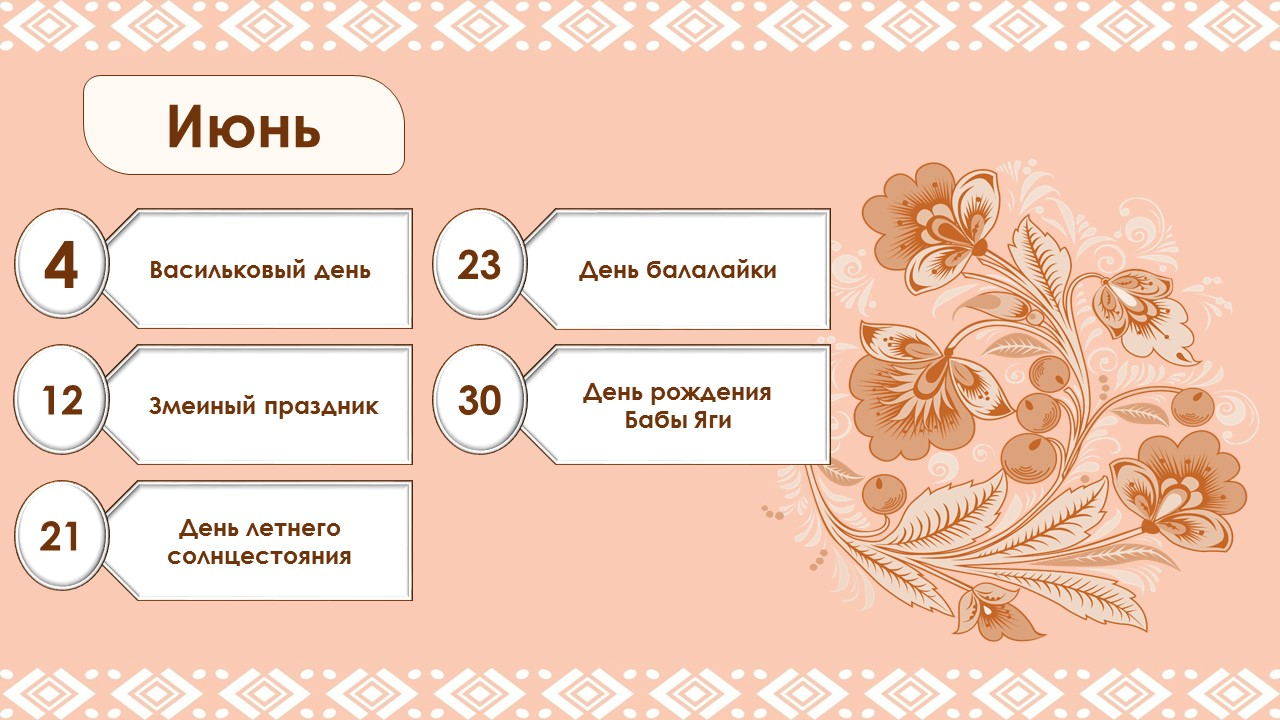 Июнь
4
Васильковый день
12
Змеиный праздник
21
День летнего
солнцестояния
23
День балалайки
30
День рождения
Бабы Яги